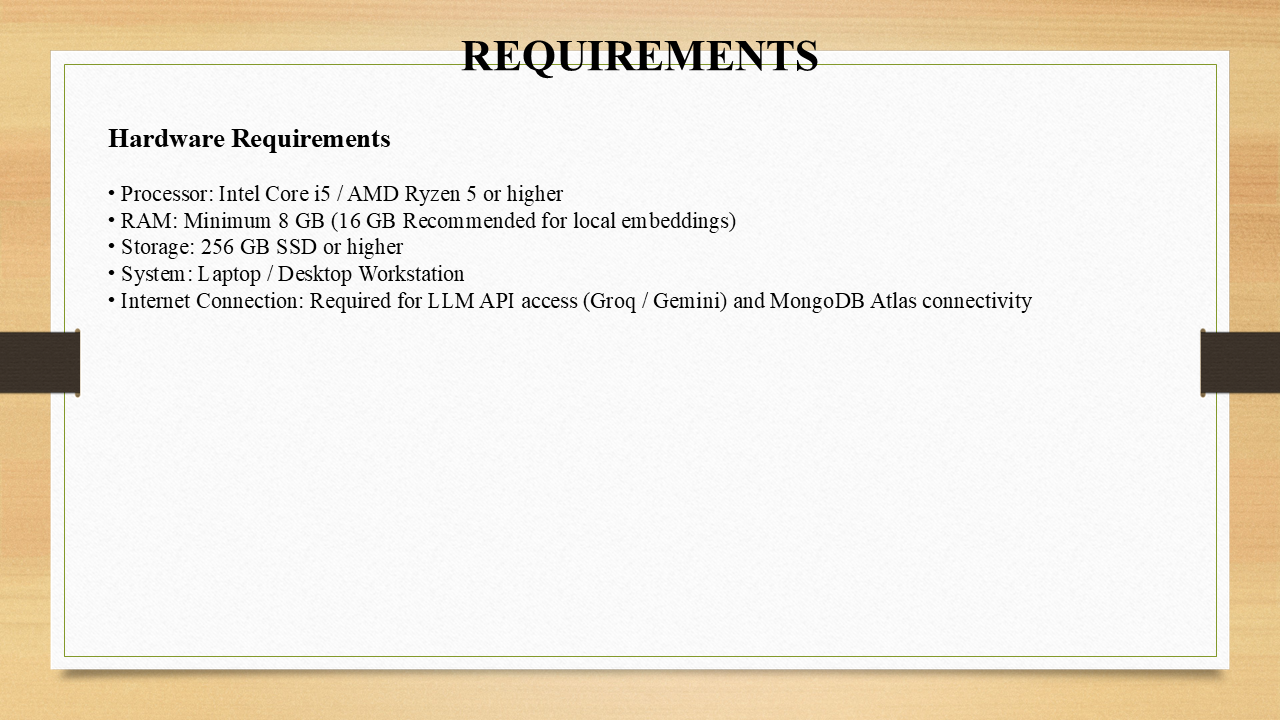 REQUIREMENTS
Hardware Requirements
• Processor: Intel Core i5 / AMD Ryzen 5 or higher
• RAM: Minimum 8 GB (16 GB Recommended for local embeddings)
• Storage: 256 GB SSD or higher
• System: Laptop / Desktop Workstation
• Internet Connection: Required for LLM API access (Groq / Gemini) and MongoDB Atlas connectivity